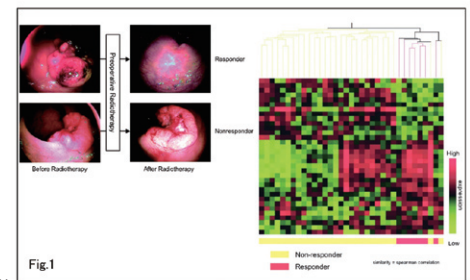 Preoperative Radiotherapy
Responder
Nonresponder
Before Radiotherapy
After Radiotherapy
High
expression
Low
Non-responder
Responder
similarity = spearman correlation
Fig.1